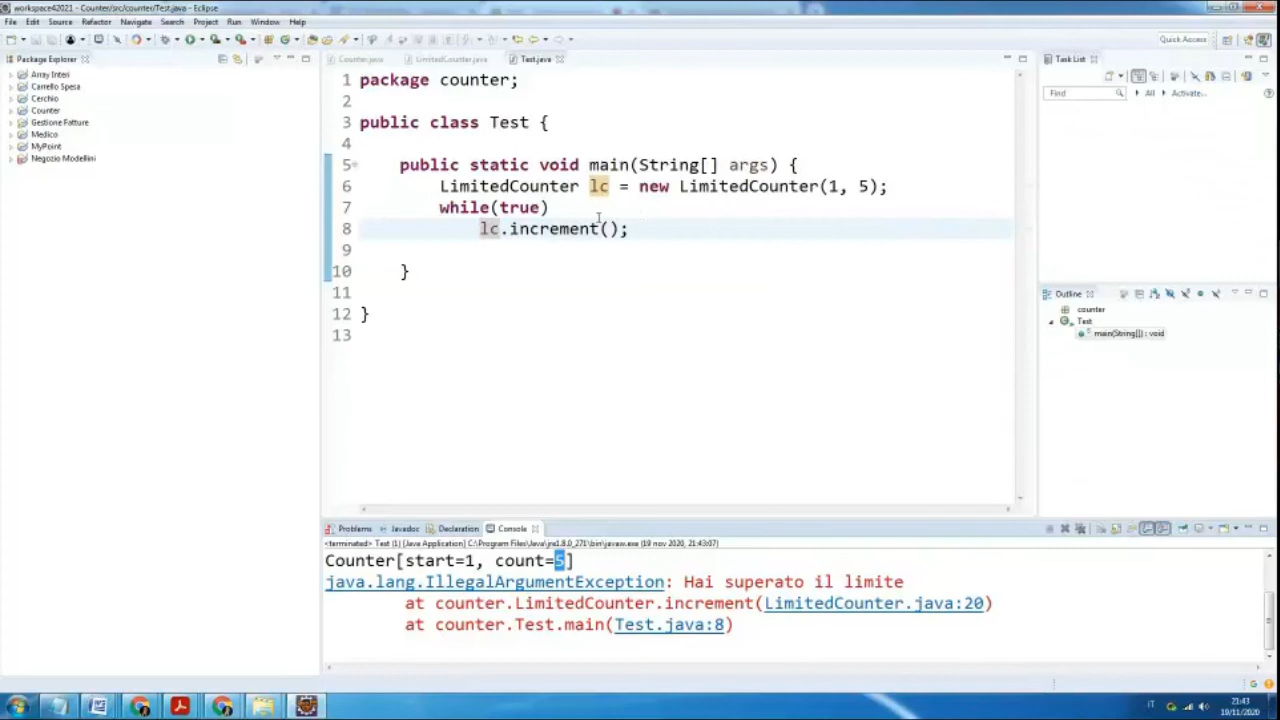 workspace42021 - Counter/src/counter/Test.java - Eclipse
File Edit Source Refactor Navigate Search Project Run Window Help
Quick Access
Package Explorer
Counter.java LimitedCounter.java Test.java
Task List
Array Interi
Carrello Spesa
Cerchio
Counter
Gestione Fatture
Medico
MyPoint
Negozio Modellini
Find All Activate...
1 package counter;
2
3 public class Test {
4
5 public static void main(String[] args) {
6 LimitedCounter lc = new LimitedCounter(1, 5);
7 while(true)
8 lc.increment();
9
10 }
11
12 }
13
Outline
counter
Test
main(String[]) : void
Problems Javadoc Declaration Console
<terminated> Test (1) [Java Application] C:\Program Files\Java\jre1.8.0_271\bin\javaw.exe (19 nov 2020, 21:43:07)
Counter[start=1, count=5]
java.lang.IllegalArgumentException: Hai superato il limite
at counter.LimitedCounter.increment(LimitedCounter.java:20)
at counter.Test.main(Test.java:8)
IT
21:43
19/11/2020